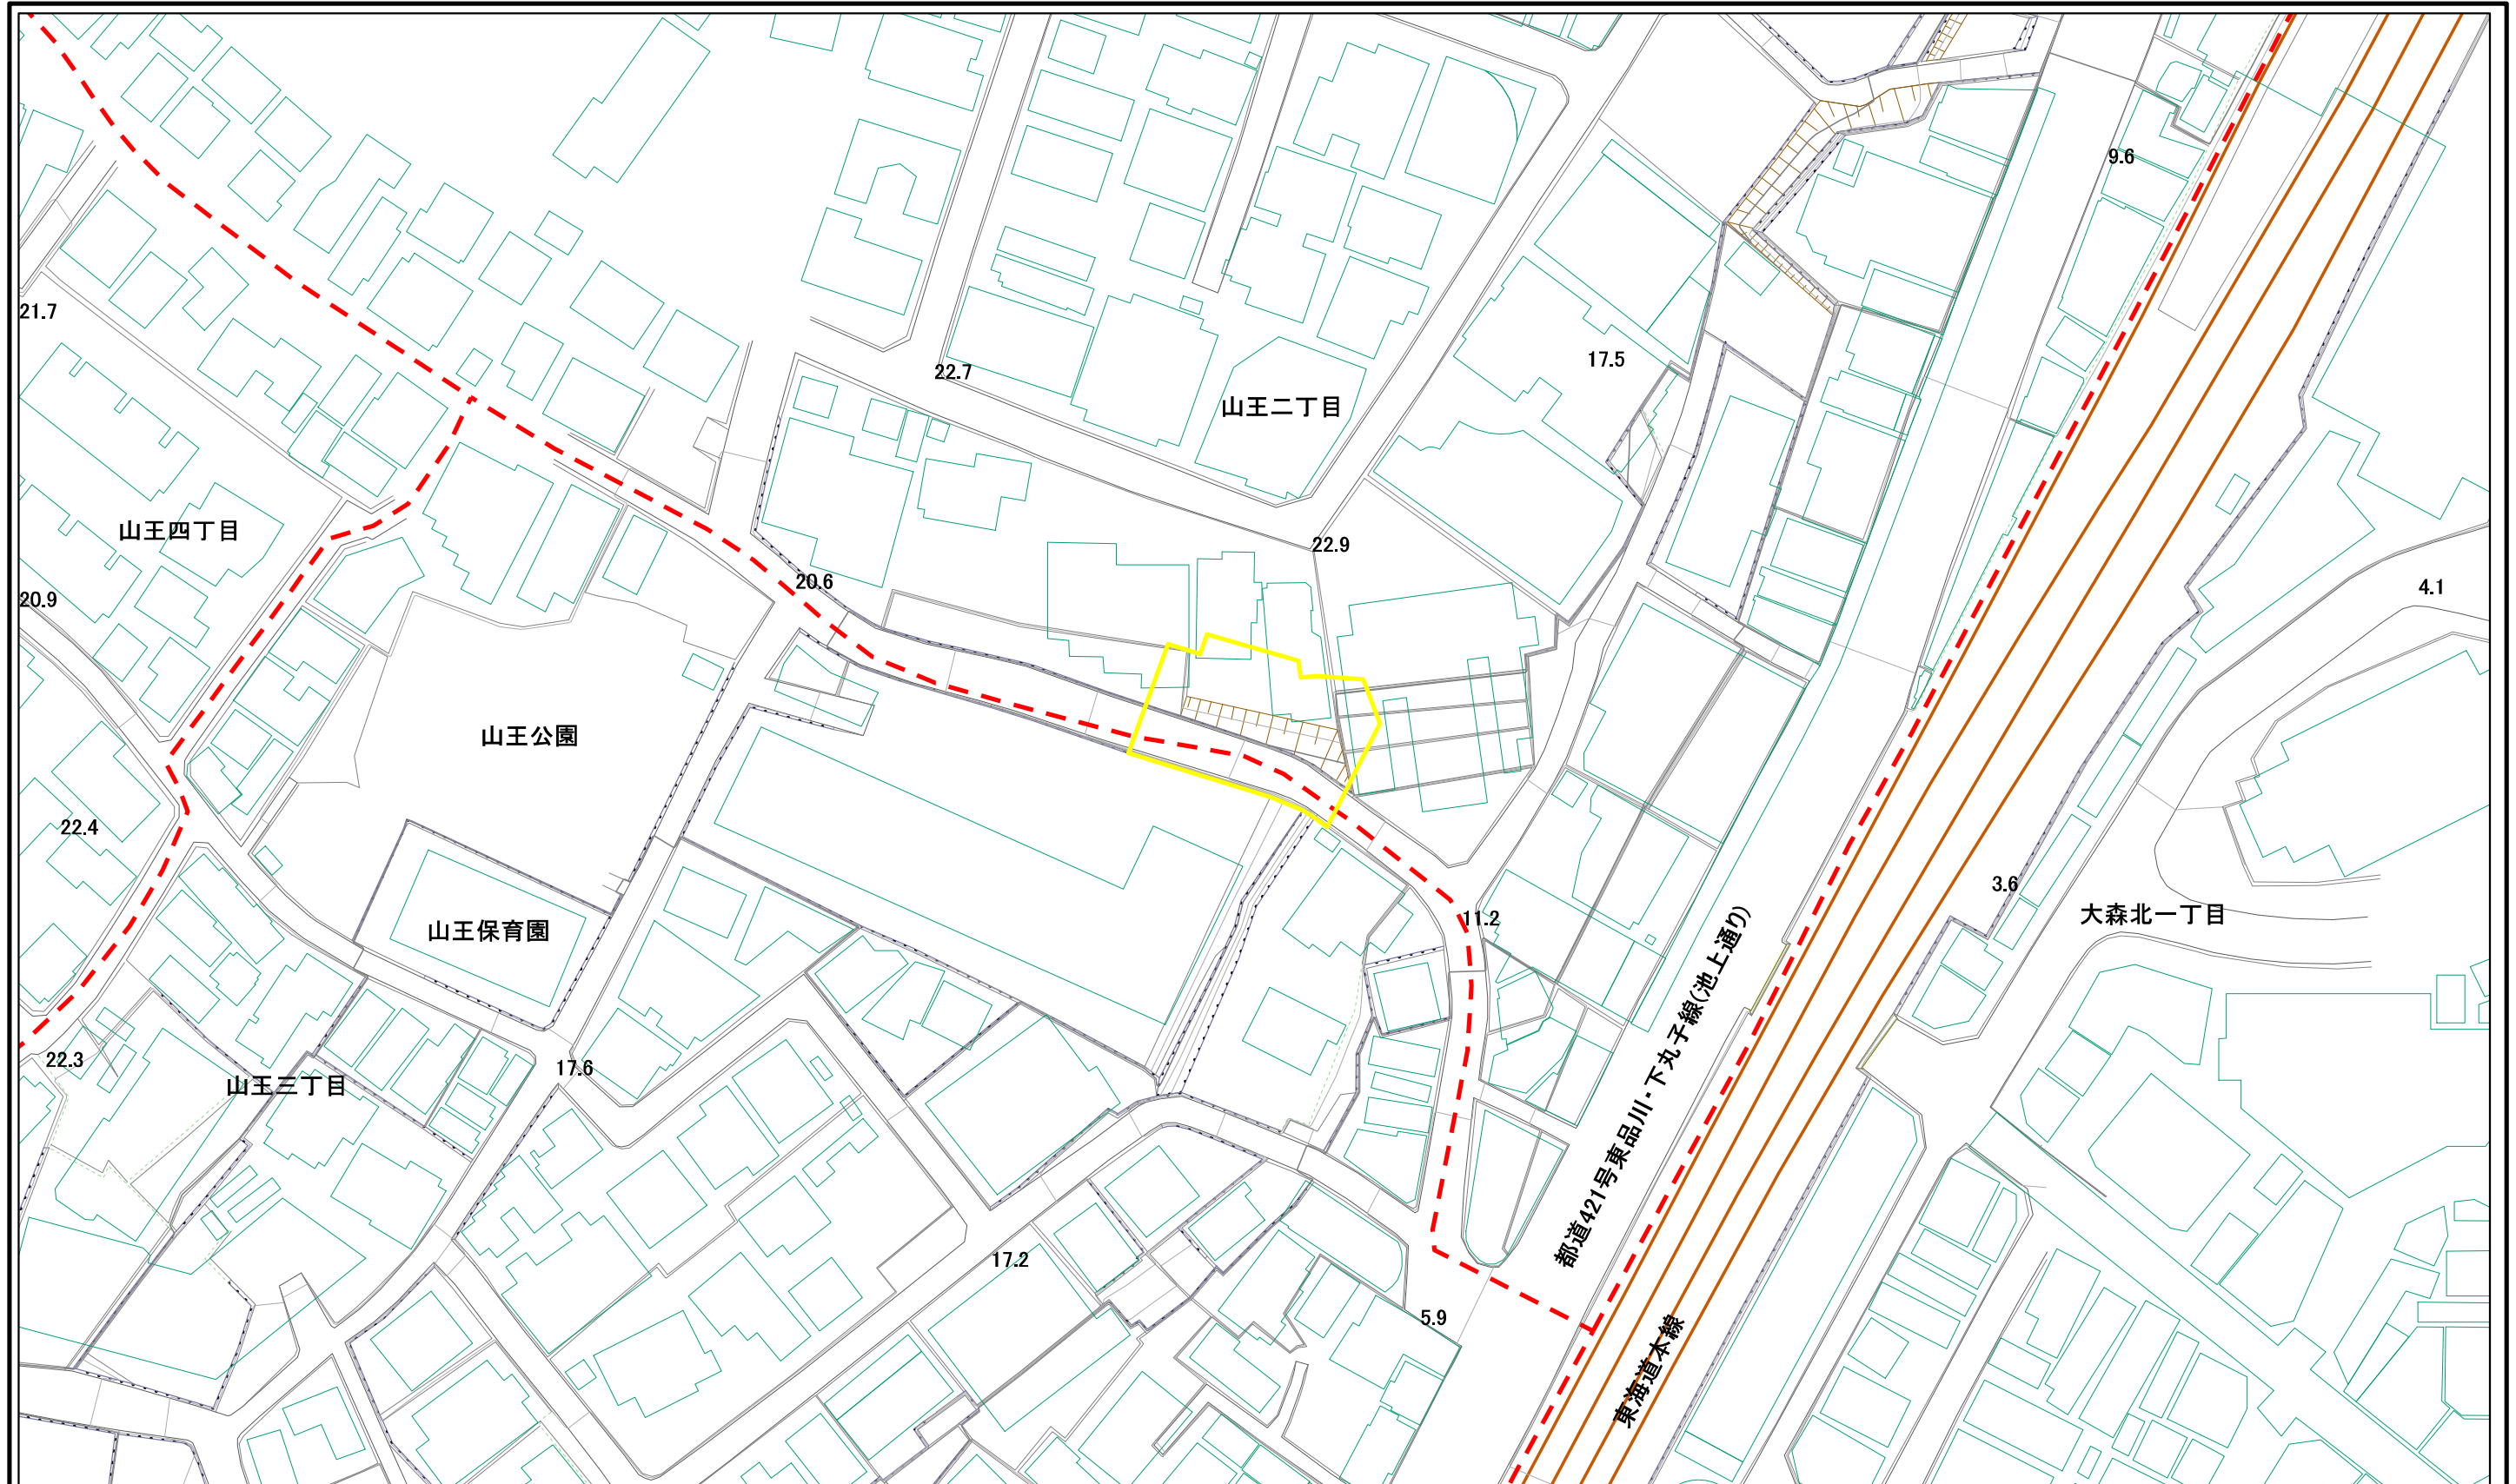 9.6
21.7
17.5
22.7
山王二丁目
山王四丁目
22.9
20.6
4.1
20.9
山王公園
22.4
3.6
大森北一丁目
11.2
山王保育園
都道421号東品川・下丸子線(池上通り)
22.3
17.6
山王三丁目
17.2
5.9
東海道本線